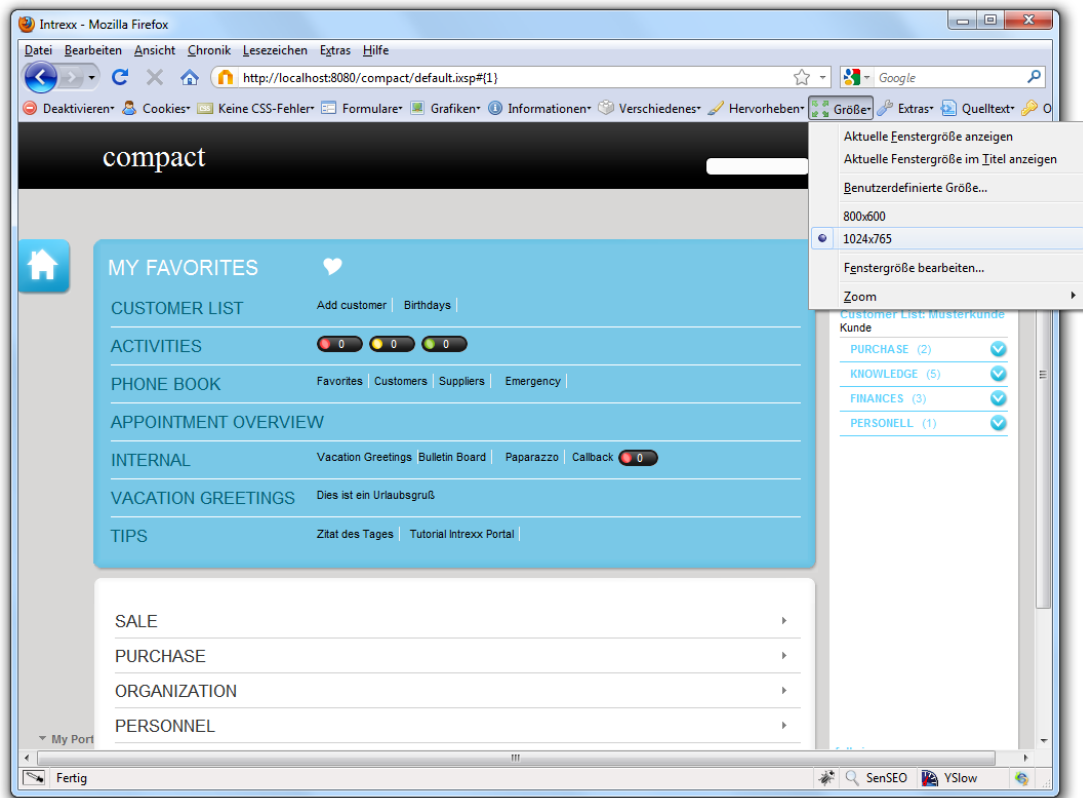 Intrexx - Mozilla Firefox
Datei Bearbeiten Ansicht Chronik Lesezeichen Extras Hilfe
http://localhost:8080/compact/default.ixsp#{1}
Google
Deaktivieren Cookies Keine CSS-Fehler Formulare Grafiken Informationen Verschiedenes Hervorheben Größe Extras Quelltext O
Aktuelle Fenstergröße anzeigen
Aktuelle Fenstergröße im Titel anzeigen
Benutzerdefinierte Größe...
800x600
1024x765
Fenstergröße bearbeiten...
Zoom
compact
MY FAVORITES
CUSTOMER LIST Add customer Birthdays
ACTIVITIES 0 0 0
PHONE BOOK Favorites Customers Suppliers Emergency
APPOINTMENT OVERVIEW
INTERNAL Vacation Greetings Bulletin Board Paparazzo Callback 0
VACATION GREETINGS Dies ist ein Urlaubsgruß
TIPS Zitat des Tages Tutorial Intrexx Portal
Customer List: Musterkunde
Kunde
PURCHASE (2)
KNOWLEDGE (5)
FINANCES (3)
PERSONELL (1)
SALE
PURCHASE
ORGANIZATION
PERSONNEL
My Port
Fertig
SenSEO YSlow